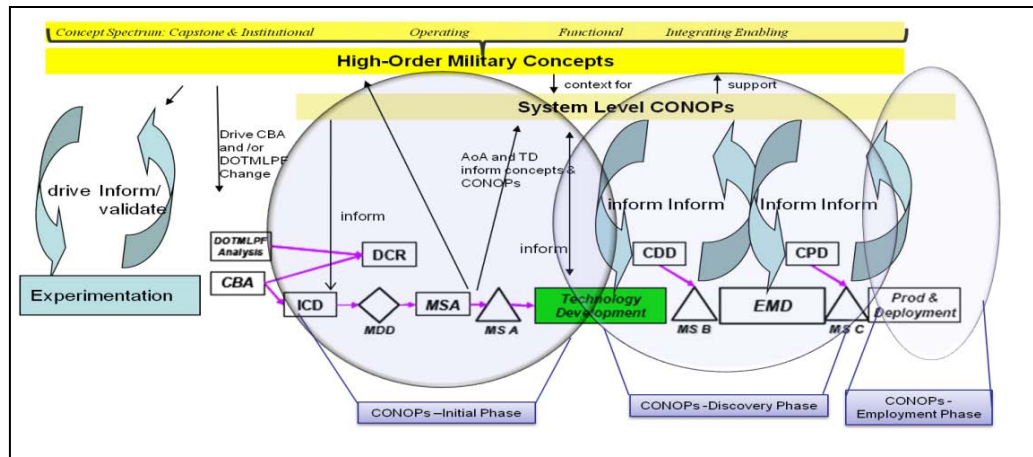 Concept Spectrum: Capstone & Institutional Operating Functional Integrating Enabling
High-Order Military Concepts
context for support
System Level CONOPs
Drive CBA
and /or
DOTMLPF
Change
AoA and TD
inform concepts &
CONOPs
drive Inform/
validate
inform
inform
inform Inform
Inform Inform
DOTMLPF
Analysis
CBA
DCR
CDD
CPD
Experimentation
ICD
MDD
MSA
MS A
Technology
Development
MS B
EMD
MS C
Prod &
Deployment
CONOPs –Initial Phase
CONOPs -Discovery Phase
CONOPs -
Employment Phase